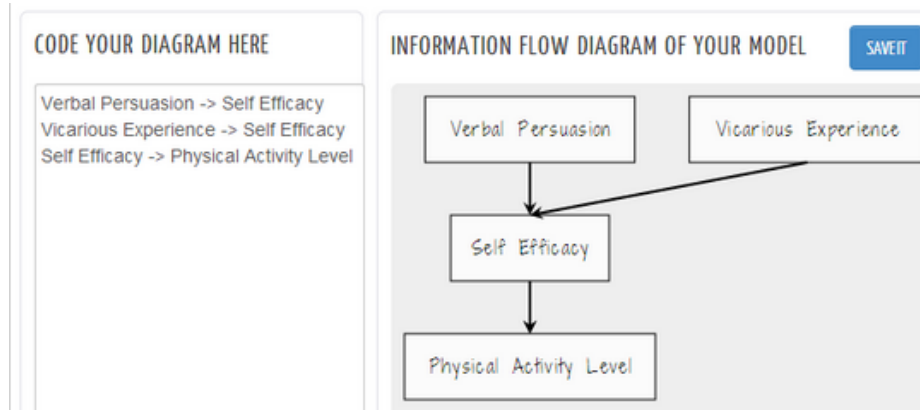 CODE YOUR DIAGRAM HERE
Verbal Persuasion -> Self Efficacy
Vicarious Experience -> Self Efficacy
Self Efficacy -> Physical Activity Level
INFORMATION FLOW DIAGRAM OF YOUR MODEL
SAVE IT
Verbal Persuasion
Vicarious Experience
Self Efficacy
Physical Activity Level